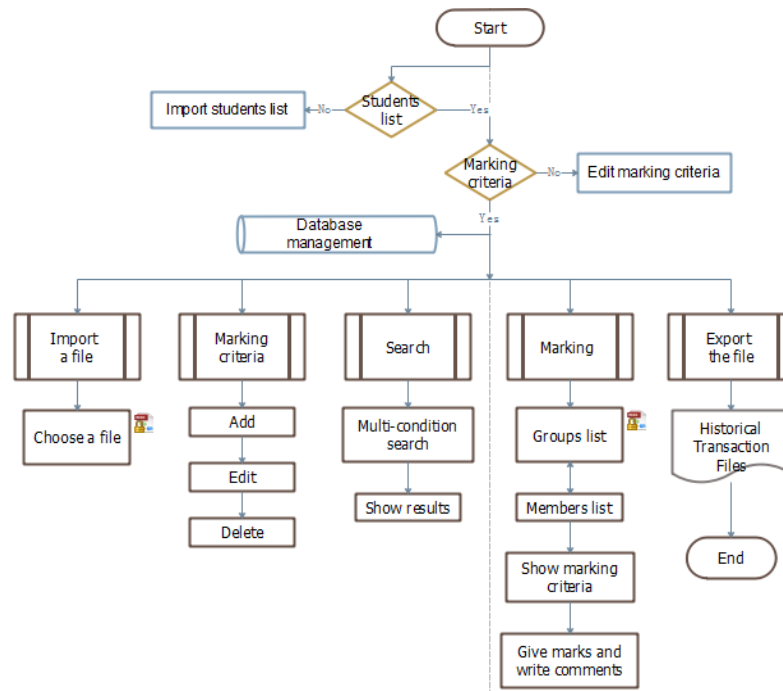 Start
Students
list
No
Import students list
Yes
Marking
criteria
No
Edit marking criteria
Yes
Database
management
Import
a file
Marking
criteria
Search
Marking
Export
the file
Choose a file
Add
Edit
Delete
Multi-condition
search
Show results
Groups list
Members list
Show marking
criteria
Give marks and
write comments
Historical
Transaction
Files
End